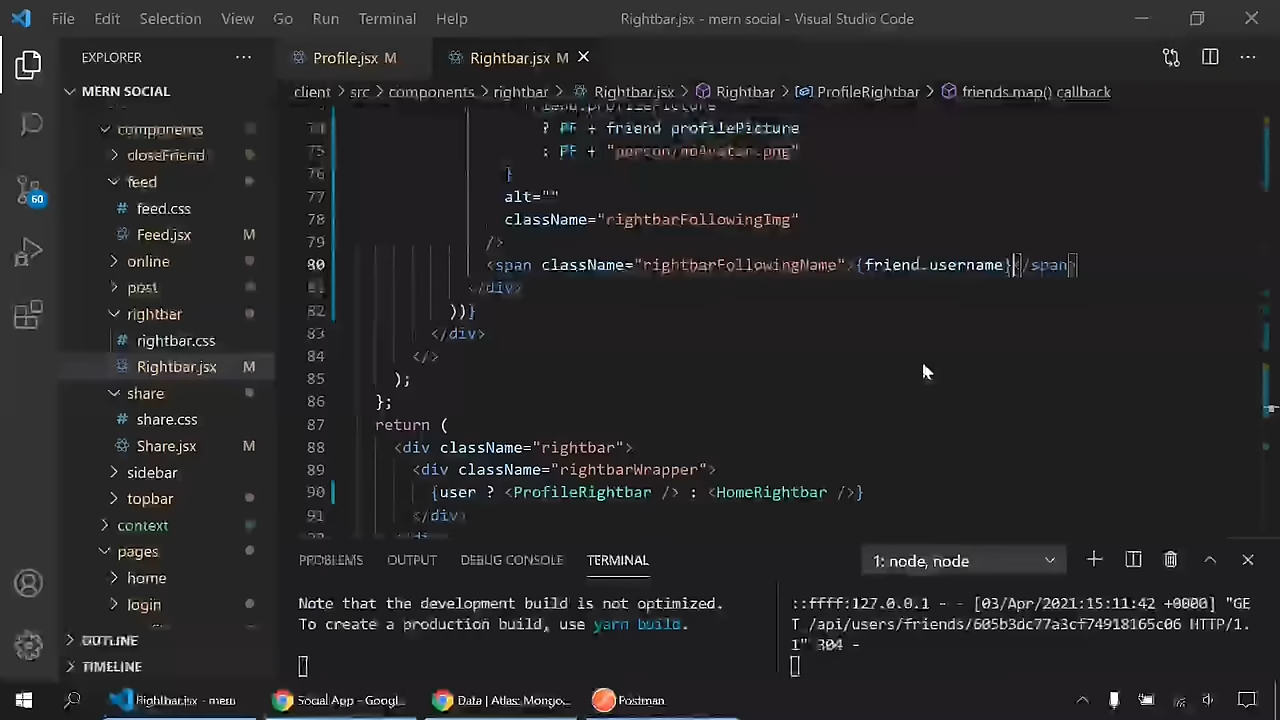 File Edit Selection View Go Run Terminal Help Rightbar.jsx - mern social - Visual Studio Code
EXPLORER
Profile.jsx M Rightbar.jsx M
MERN SOCIAL
client > src > components > rightbar > Rightbar.jsx > Rightbar > ProfileRightbar > friends.map() callback
components
closeFriend
feed
feed.css
Feed.jsx M
online
post
rightbar
rightbar.css
Rightbar.jsx M
share
share.css
Share.jsx M
sidebar
topbar
context
pages
home
login
OUTLINE
TIMELINE
60
74 ? PF + friend.profilePicture
75 : PF + "person/noAvatar.png"
76 }
77 alt=""
78 className="rightbarFollowingImg"
79 />
80 <span className="rightbarFollowingName">{friend.username}</span>
81 </div>
82 ))}
83 </div>
84 </>
85 );
86 };
87 return (
88 <div className="rightbar">
89 <div className="rightbarWrapper">
90 {user ? <ProfileRightbar /> : <HomeRightbar />}
91 </div>
PROBLEMS OUTPUT DEBUG CONSOLE TERMINAL 1: node, node
Note that the development build is not optimized.
To create a production build, use yarn build.
::ffff:127.0.0.1 - - [03/Apr/2021:15:11:42 +0000] "GE
T /api/users/friends/605b3dc77a3cf74918165c06 HTTP/1.
1" 304 -
Rightbar.jsx - mern Social App - Googl... Data | Atlas: Mongo... Postman